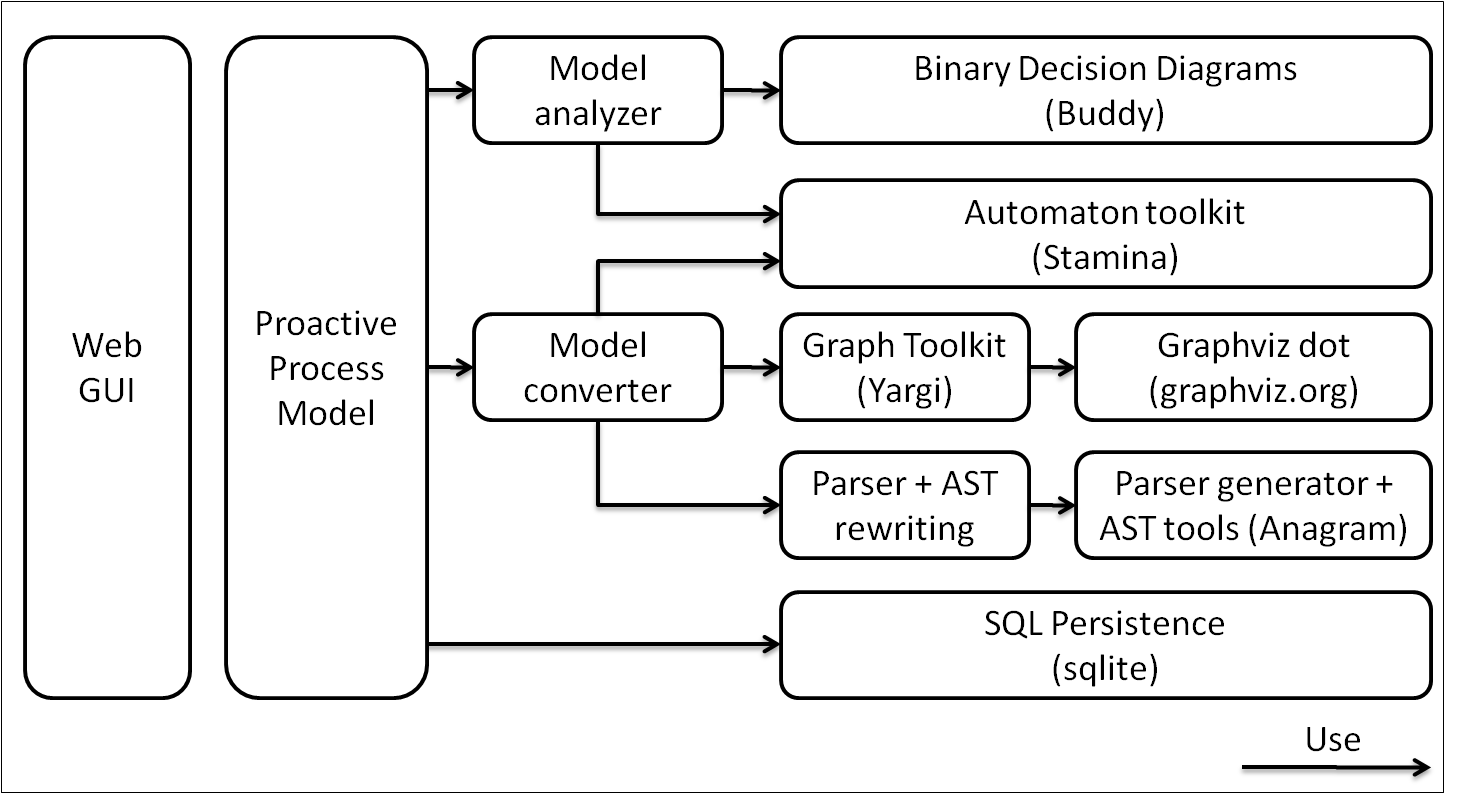 Web
GUI
Proactive
Process
Model
Model
analyzer
Binary Decision Diagrams
(Buddy)
Automaton toolkit
(Stamina)
Model
converter
Graph Toolkit
(Yargi)
Graphviz dot
(graphviz.org)
Parser + AST
rewriting
Parser generator +
AST tools (Anagram)
SQL Persistence
(sqlite)
Use